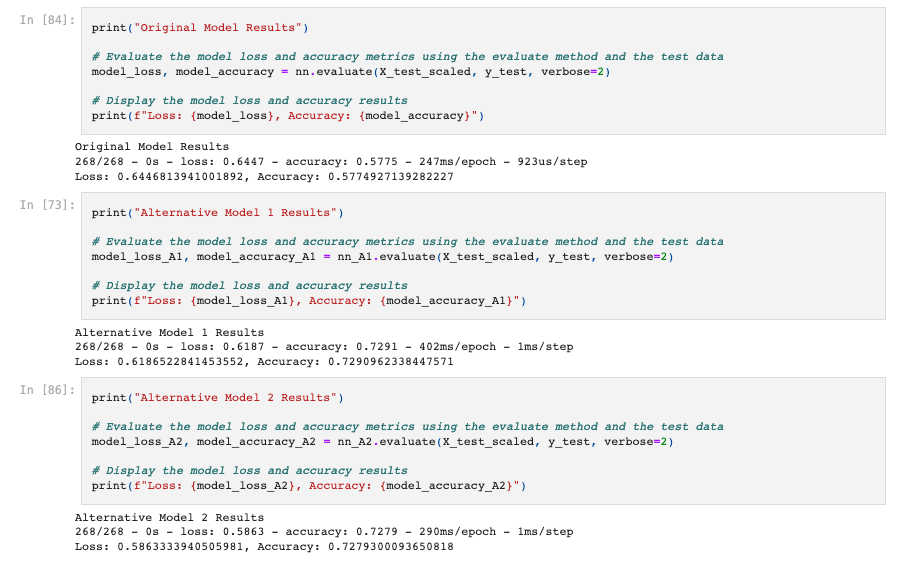 In [84]:
print("Original Model Results")
# Evaluate the model loss and accuracy metrics using the evaluate method and the test data
model_loss, model_accuracy = nn.evaluate(X_test_scaled, y_test, verbose=2)
# Display the model loss and accuracy results
print(f"Loss: {model_loss}, Accuracy: {model_accuracy}")
Original Model Results
268/268 - 0s - loss: 0.6447 - accuracy: 0.5775 - 247ms/epoch - 923us/step
Loss: 0.6446813941001892, Accuracy: 0.5774927139282227
In [73]:
print("Alternative Model 1 Results")
# Evaluate the model loss and accuracy metrics using the evaluate method and the test data
model_loss_A1, model_accuracy_A1 = nn_A1.evaluate(X_test_scaled, y_test, verbose=2)
# Display the model loss and accuracy results
print(f"Loss: {model_loss_A1}, Accuracy: {model_accuracy_A1}")
Alternative Model 1 Results
268/268 - 0s - loss: 0.6187 - accuracy: 0.7291 - 402ms/epoch - 1ms/step
Loss: 0.6186522841453552, Accuracy: 0.7290962338447571
In [86]:
print("Alternative Model 2 Results")
# Evaluate the model loss and accuracy metrics using the evaluate method and the test data
model_loss_A2, model_accuracy_A2 = nn_A2.evaluate(X_test_scaled, y_test, verbose=2)
# Display the model loss and accuracy results
print(f"Loss: {model_loss_A2}, Accuracy: {model_accuracy_A2}")
Alternative Model 2 Results
268/268 - 0s - loss: 0.5863 - accuracy: 0.7279 - 290ms/epoch - 1ms/step
Loss: 0.5863333940505981, Accuracy: 0.7279300093650818